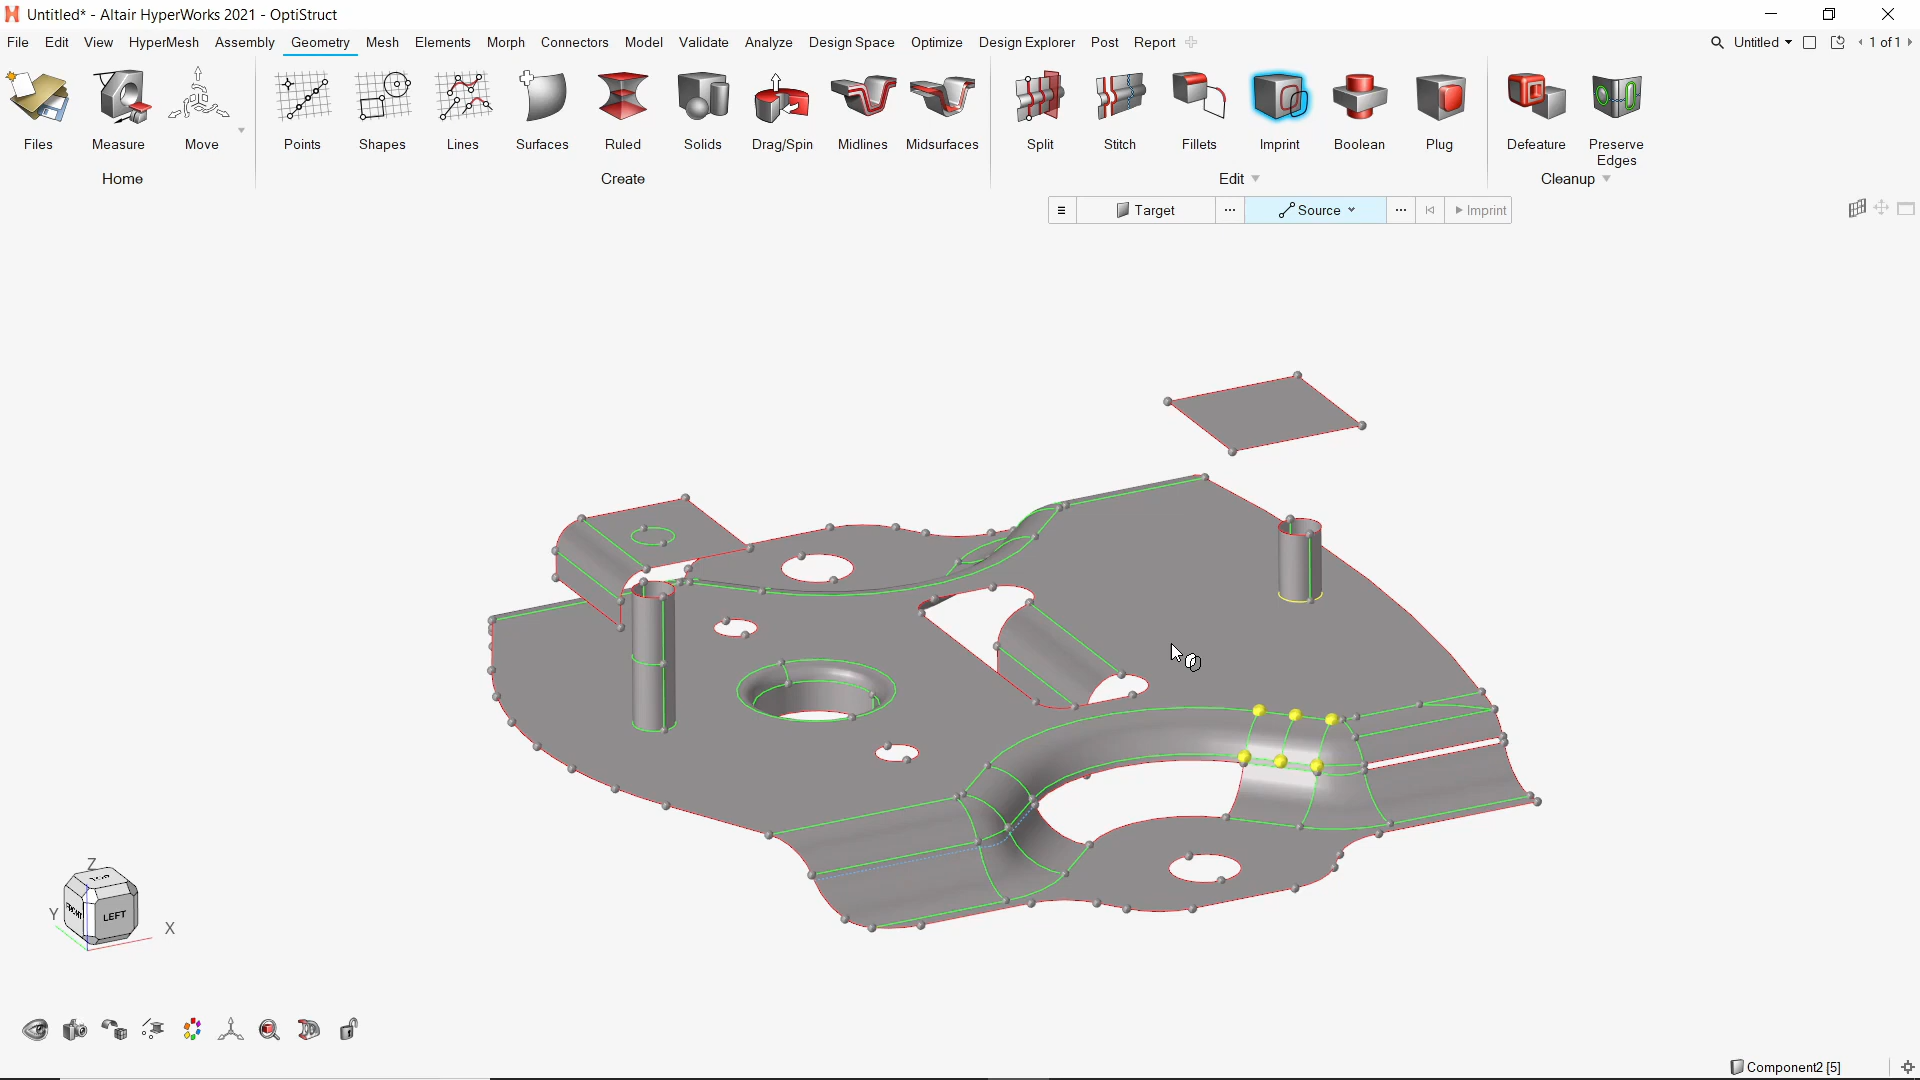 Untitled* - Altair HyperWorks 2021 - OptiStruct
File Edit View HyperMesh Assembly Geometry Mesh Elements Morph Connectors Model Validate Analyze Design Space Optimize Design Explorer Post Report Untitled 1 of 1
Files Measure Move Points Shapes Lines Surfaces Ruled Solids Drag/Spin Midlines Midsurfaces Split Stitch Fillets Imprint Boolean Plug Defeature Preserve Edges
Home Create Edit Cleanup
Target ... Source ... Imprint
Z
TOP
FRONT LEFT
Y X
Component2 [5]